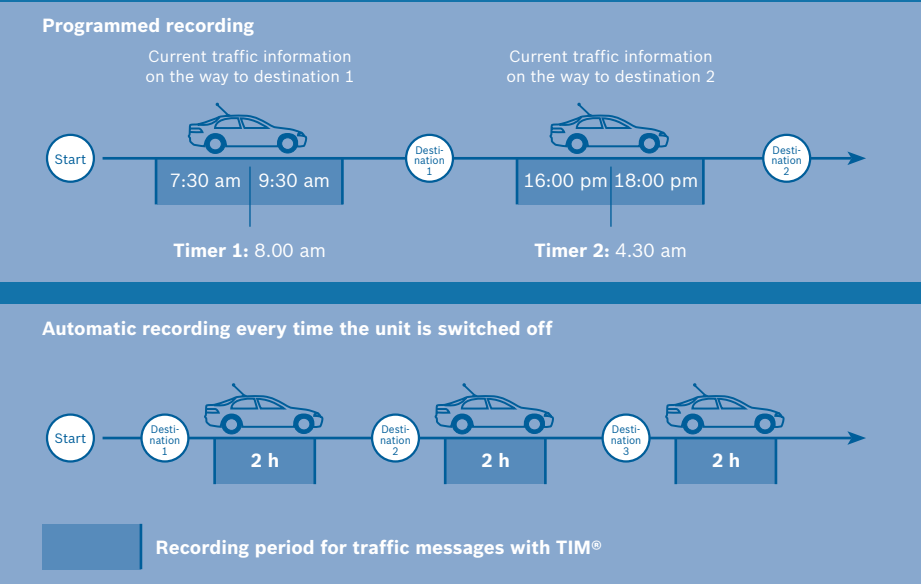 Programmed recording
Current traffic information
on the way to destination 1
Current traffic information
on the way to destination 2
Start
Desti-
nation
1
Desti-
nation
2
7:30 am 9:30 am
16:00 pm 18:00 pm
Timer 1: 8.00 am
Timer 2: 4.30 am
Automatic recording every time the unit is switched off
Start
Desti-
nation
1
Desti-
nation
2
Desti-
nation
3
2 h
2 h
2 h
Recording period for traffic messages with TIM®